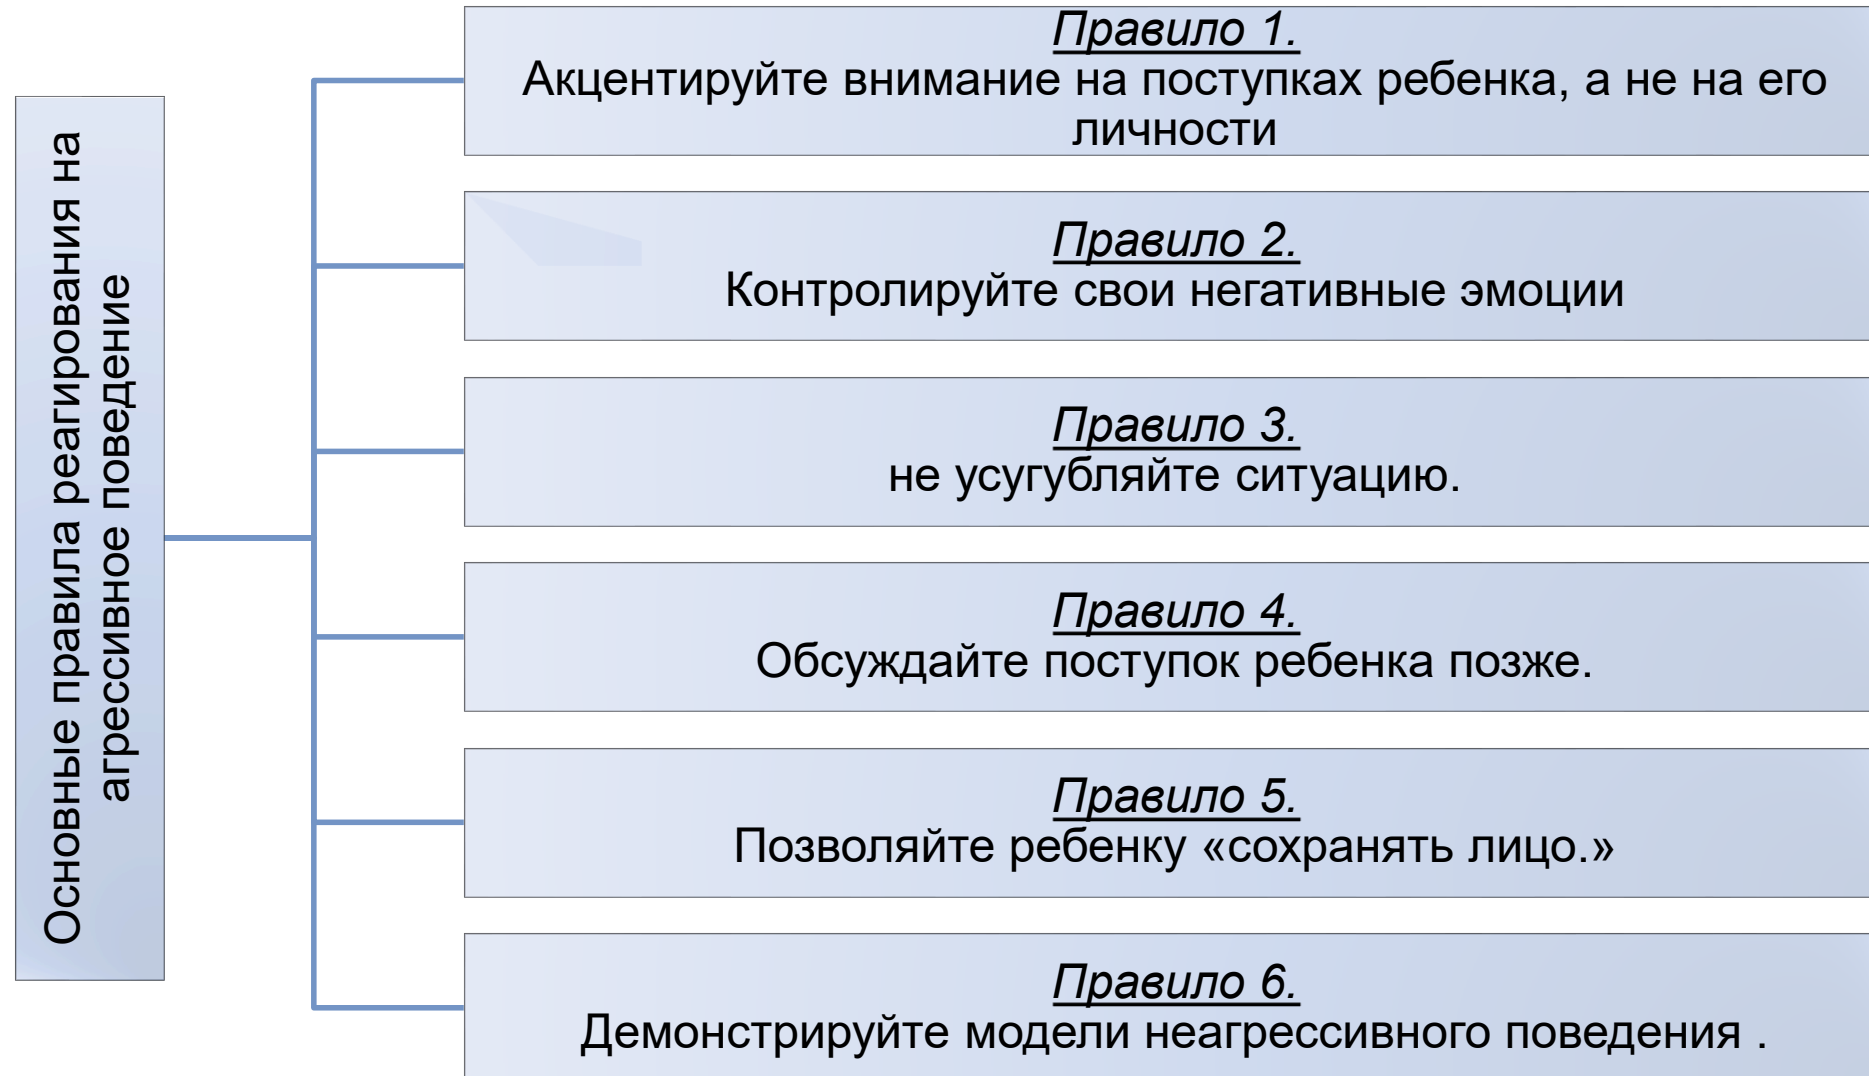 Основные правила реагирования на
агрессивное поведение
Правило 1.
Акцентируйте внимание на поступках ребенка, а не на его
личности
Правило 2.
Контролируйте свои негативные эмоции
Правило 3.
не усугубляйте ситуацию.
Правило 4.
Обсуждайте поступок ребенка позже.
Правило 5.
Позволяйте ребенку «сохранять лицо.»
Правило 6.
Демонстрируйте модели неагрессивного поведения .